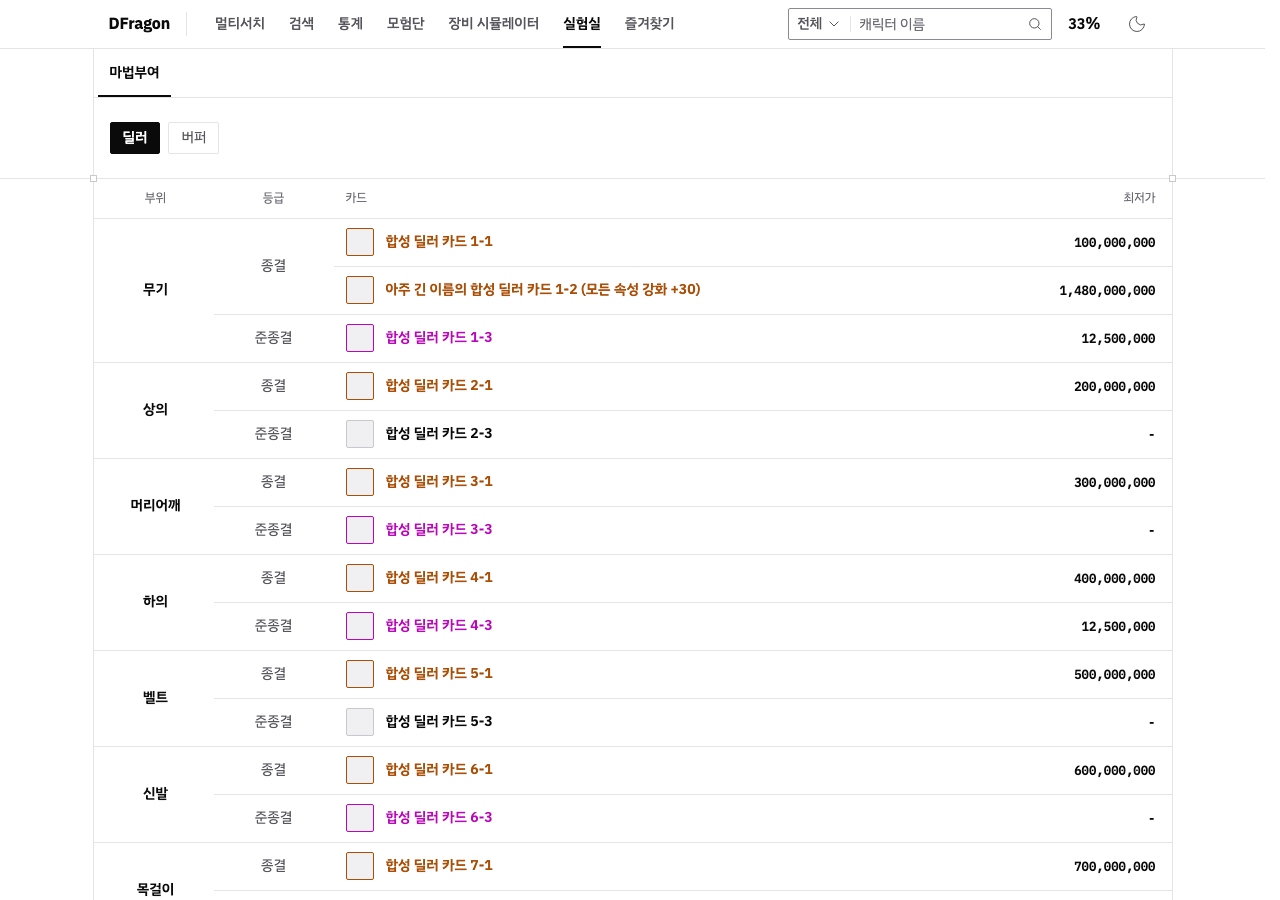 DFragon 멀티서치 검색 통계 모험단 장비 시뮬레이터 실험실 즐겨찾기 전체 캐릭터 이름 33%
마법부여
딜러 버퍼
부위 등급 카드 최저가
무기 종결 합성 딜러 카드 1-1 100,000,000
아주 긴 이름의 합성 딜러 카드 1-2 (모든 속성 강화 +30) 1,480,000,000
준종결 합성 딜러 카드 1-3 12,500,000
상의 종결 합성 딜러 카드 2-1 200,000,000
준종결 합성 딜러 카드 2-3 -
머리어깨 종결 합성 딜러 카드 3-1 300,000,000
준종결 합성 딜러 카드 3-3 -
하의 종결 합성 딜러 카드 4-1 400,000,000
준종결 합성 딜러 카드 4-3 12,500,000
벨트 종결 합성 딜러 카드 5-1 500,000,000
준종결 합성 딜러 카드 5-3 -
신발 종결 합성 딜러 카드 6-1 600,000,000
준종결 합성 딜러 카드 6-3 -
목걸이 종결 합성 딜러 카드 7-1 700,000,000